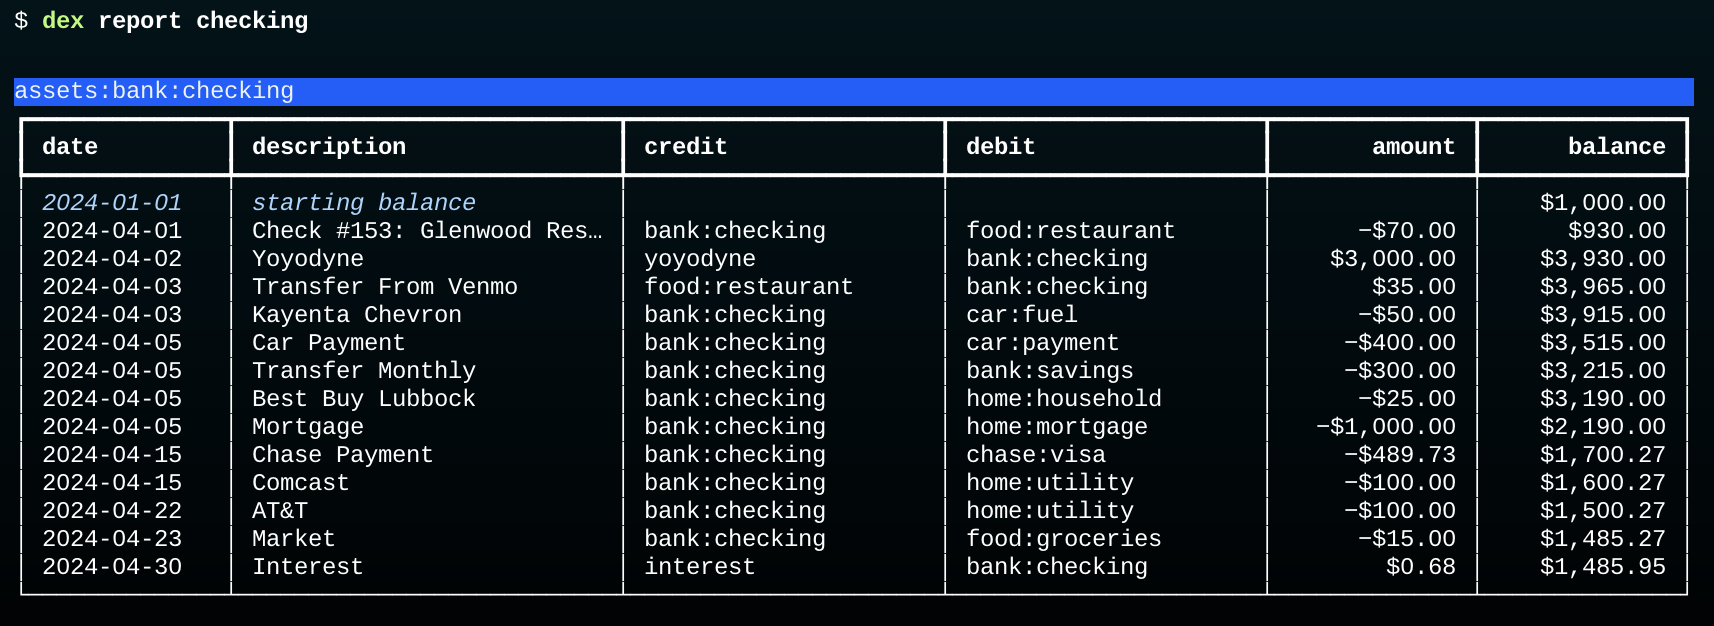 $ dex report checking
assets:bank:checking
date description credit debit amount balance
2024-01-01 starting balance $1,000.00
2024-04-01 Check #153: Glenwood Res… bank:checking food:restaurant −$70.00 $930.00
2024-04-02 Yoyodyne yoyodyne bank:checking $3,000.00 $3,930.00
2024-04-03 Transfer From Venmo food:restaurant bank:checking $35.00 $3,965.00
2024-04-03 Kayenta Chevron bank:checking car:fuel −$50.00 $3,915.00
2024-04-05 Car Payment bank:checking car:payment −$400.00 $3,515.00
2024-04-05 Transfer Monthly bank:checking bank:savings −$300.00 $3,215.00
2024-04-05 Best Buy Lubbock bank:checking home:household −$25.00 $3,190.00
2024-04-05 Mortgage bank:checking home:mortgage −$1,000.00 $2,190.00
2024-04-15 Chase Payment bank:checking chase:visa −$489.73 $1,700.27
2024-04-15 Comcast bank:checking home:utility −$100.00 $1,600.27
2024-04-22 AT&T bank:checking home:utility −$100.00 $1,500.27
2024-04-23 Market bank:checking food:groceries −$15.00 $1,485.27
2024-04-30 Interest interest bank:checking $0.68 $1,485.95